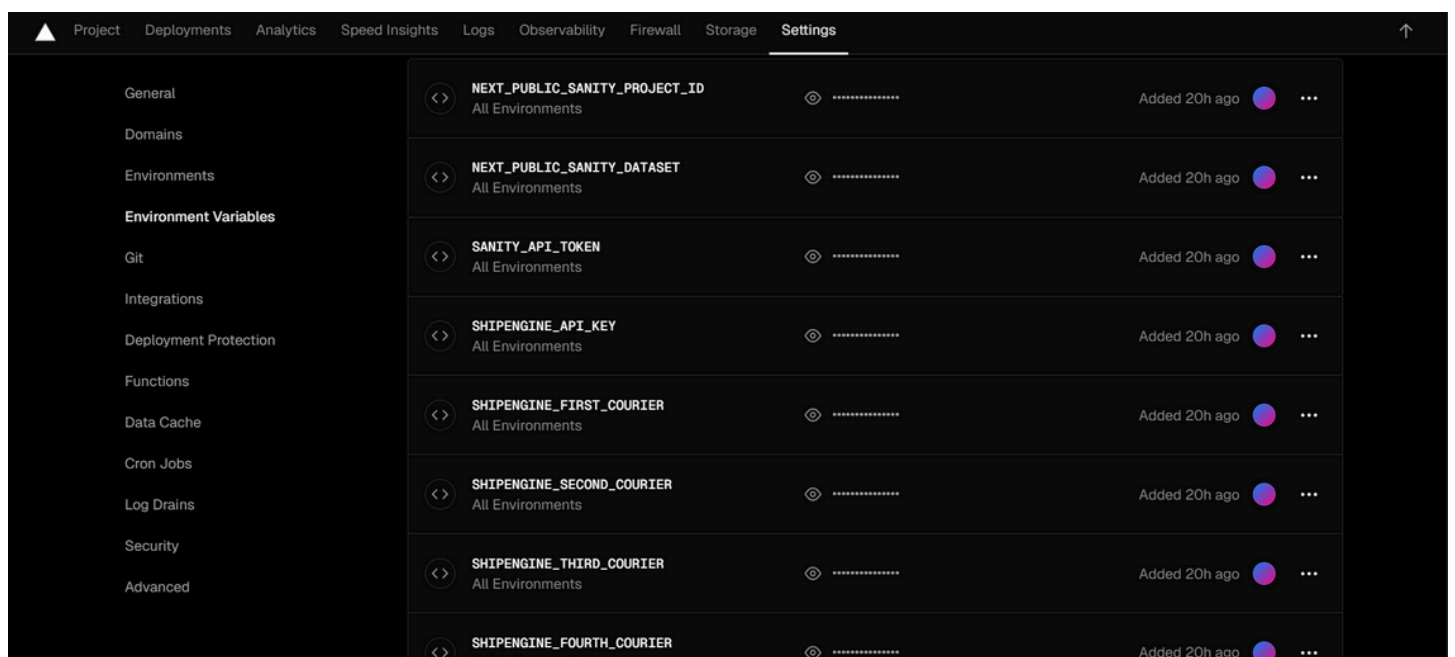 Project Deployments Analytics Speed Insights Logs Observability Firewall Storage Settings
General
Domains
Environments
Environment Variables
Git
Integrations
Deployment Protection
Functions
Data Cache
Cron Jobs
Log Drains
Security
Advanced
NEXT_PUBLIC_SANITY_PROJECT_ID
All Environments
•••••••••••••••
Added 20h ago
NEXT_PUBLIC_SANITY_DATASET
All Environments
•••••••••••••••
Added 20h ago
SANITY_API_TOKEN
All Environments
•••••••••••••••
Added 20h ago
SHIPENGINE_API_KEY
All Environments
•••••••••••••••
Added 20h ago
SHIPENGINE_FIRST_COURIER
All Environments
•••••••••••••••
Added 20h ago
SHIPENGINE_SECOND_COURIER
All Environments
•••••••••••••••
Added 20h ago
SHIPENGINE_THIRD_COURIER
All Environments
•••••••••••••••
Added 20h ago
SHIPENGINE_FOURTH_COURIER
•••••••••••••••
Added 20h ago